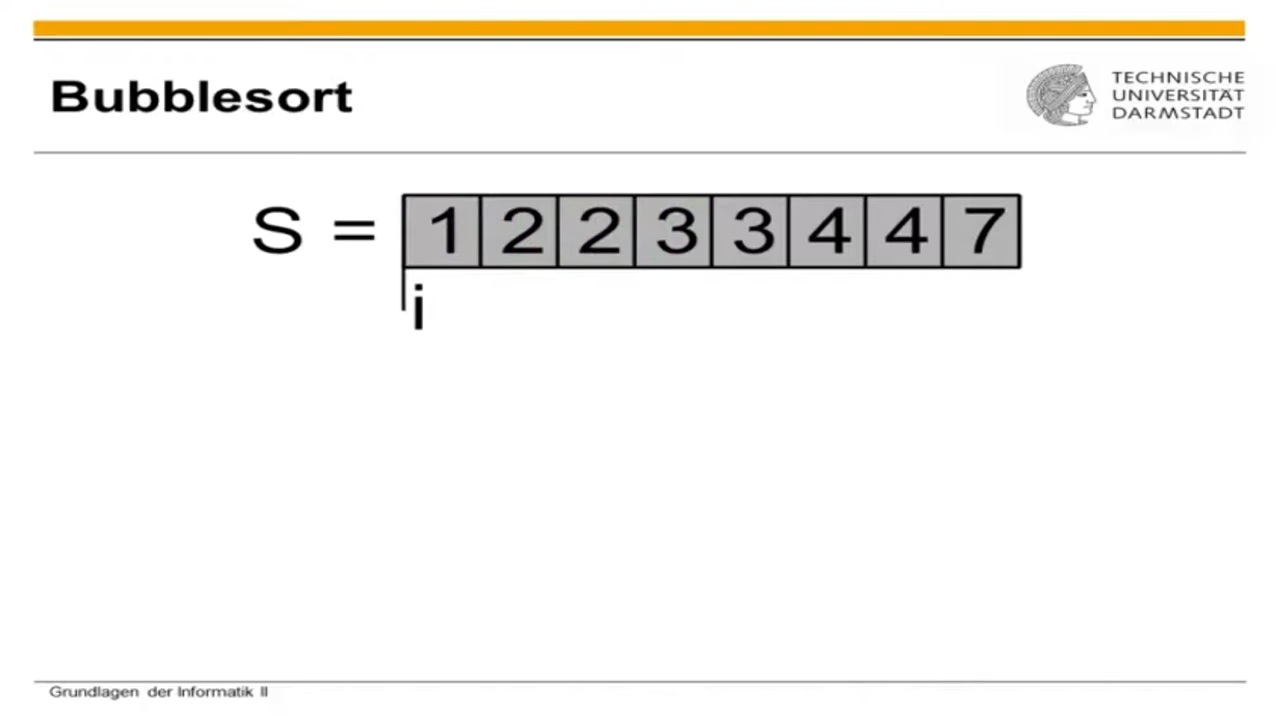 Bubblesort
TECHNISCHE
UNIVERSITÄT
DARMSTADT
S = 1 2 2 3 3 4 4 7
i
Grundlagen der Informatik II